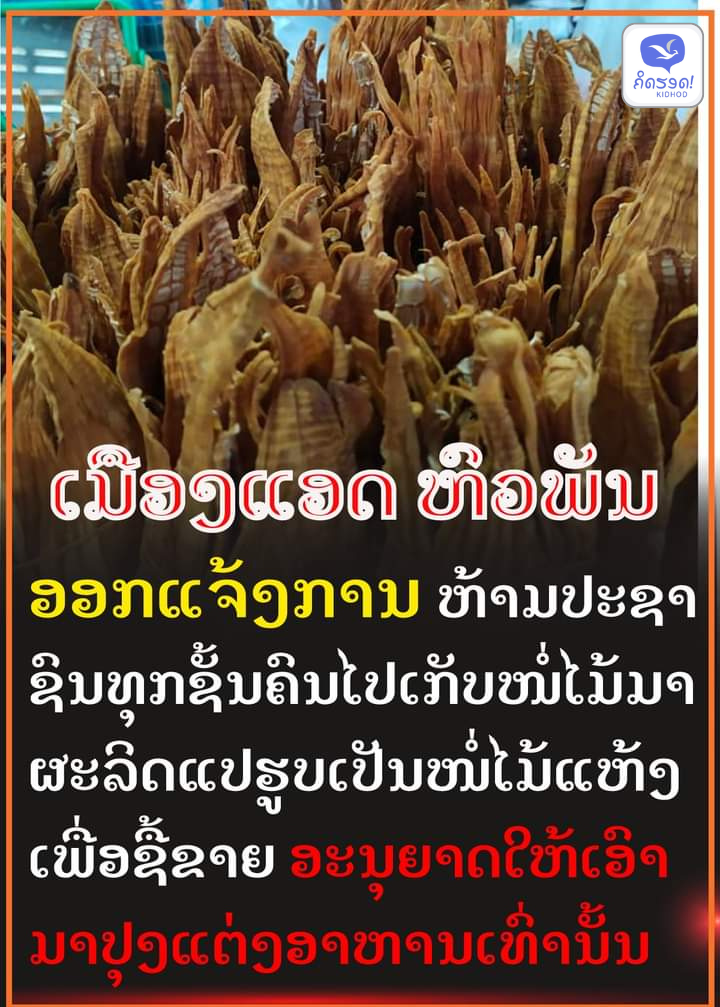 ຄິດຮອດ!
KIDHOD
ເມືອງແອດ ຫົວພັນ
ອອກແຈ້ງການ ຫ້າມປະຊາ
ຊົນທຸກຊັ້ນຄົນໄປເກັບໜໍ່ໄມ້ມາ
ຜະລິດແປຮູບເປັນໜໍ່ໄມ້ແຫ້ງ
ເພື່ອຊື້ຂາຍ ອະນຸຍາດໃຫ້ເອົາ
ມາປຸງແຕ່ງອາຫານເທົ່ານັ້ນ